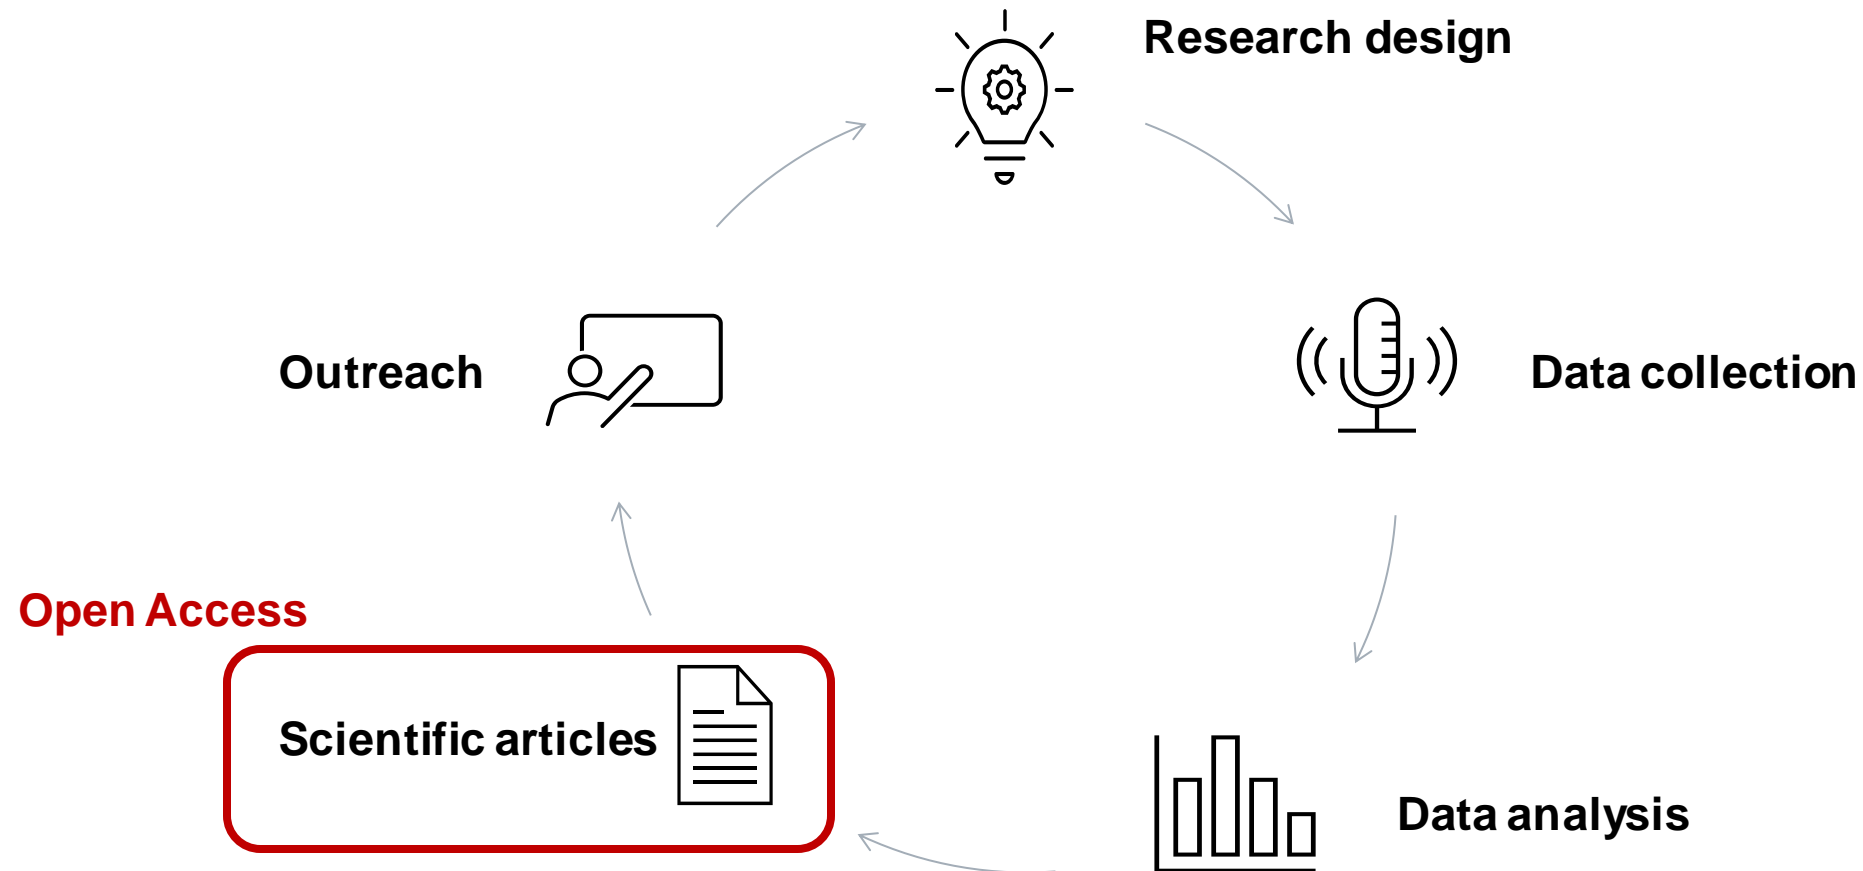 Research design
Outreach
Data collection
Open Access
Scientific articles
Data analysis